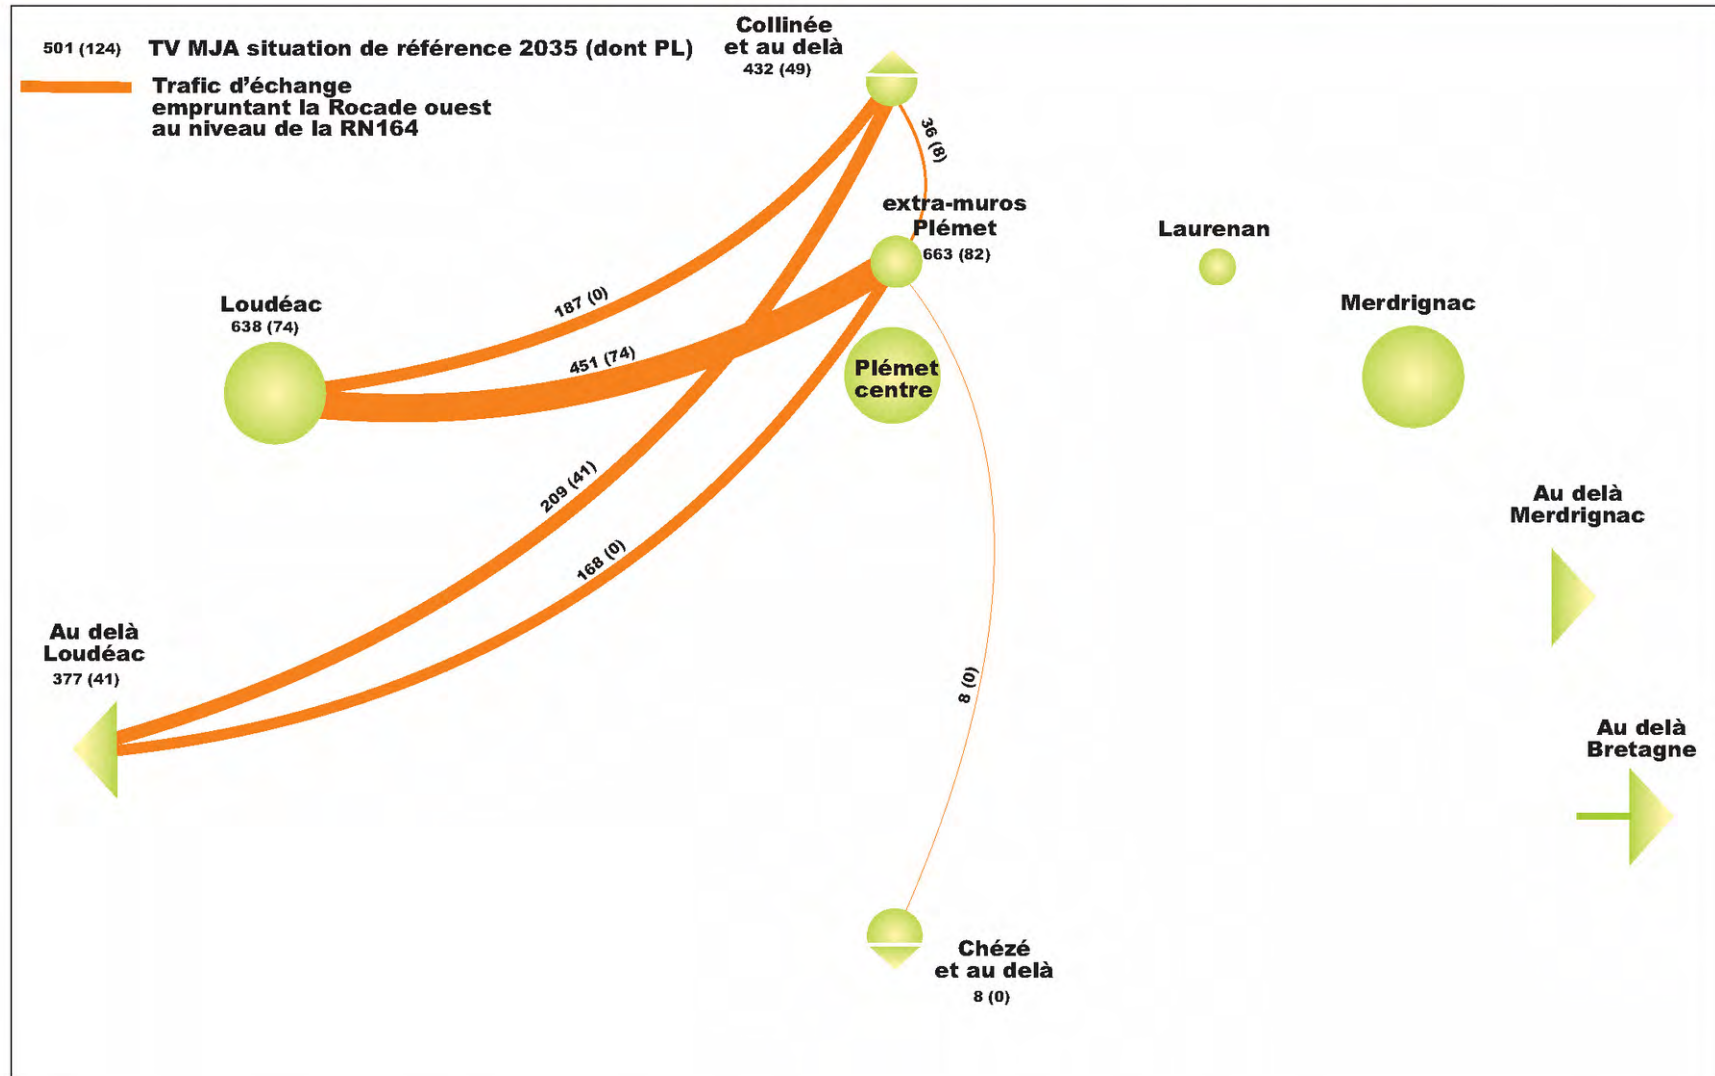 501 (124) TV MJA situation de référence 2035 (dont PL)
Trafic d'échange
empruntant la Rocade ouest
au niveau de la RN164
Collinée
et au delà
432 (49)
36 (8)
extra-muros
Plémet
663 (82)
Laurenan
Loudéac
638 (74)
187 (0)
Merdrignac
451 (74)
Plémet
centre
209 (41)
168 (0)
Au delà
Merdrignac
Au delà
Loudéac
377 (41)
8 (0)
Au delà
Bretagne
Chézé
et au delà
8 (0)